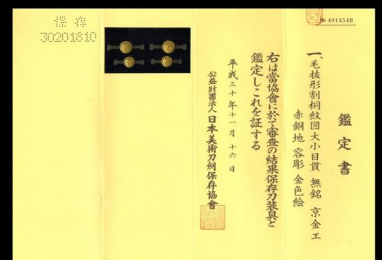 鑑定書
一、毛抜形割桐紋図大小目貫 無銘 京金工
赤銅地 容彫 金色絵
右は當協會に於て審査の結果保存刀装具と
鑑定しこれを証する
平成三十年十一月十六日
公益財團法人日本美術刀劍保存協會
保存
30201810
№ 4014548